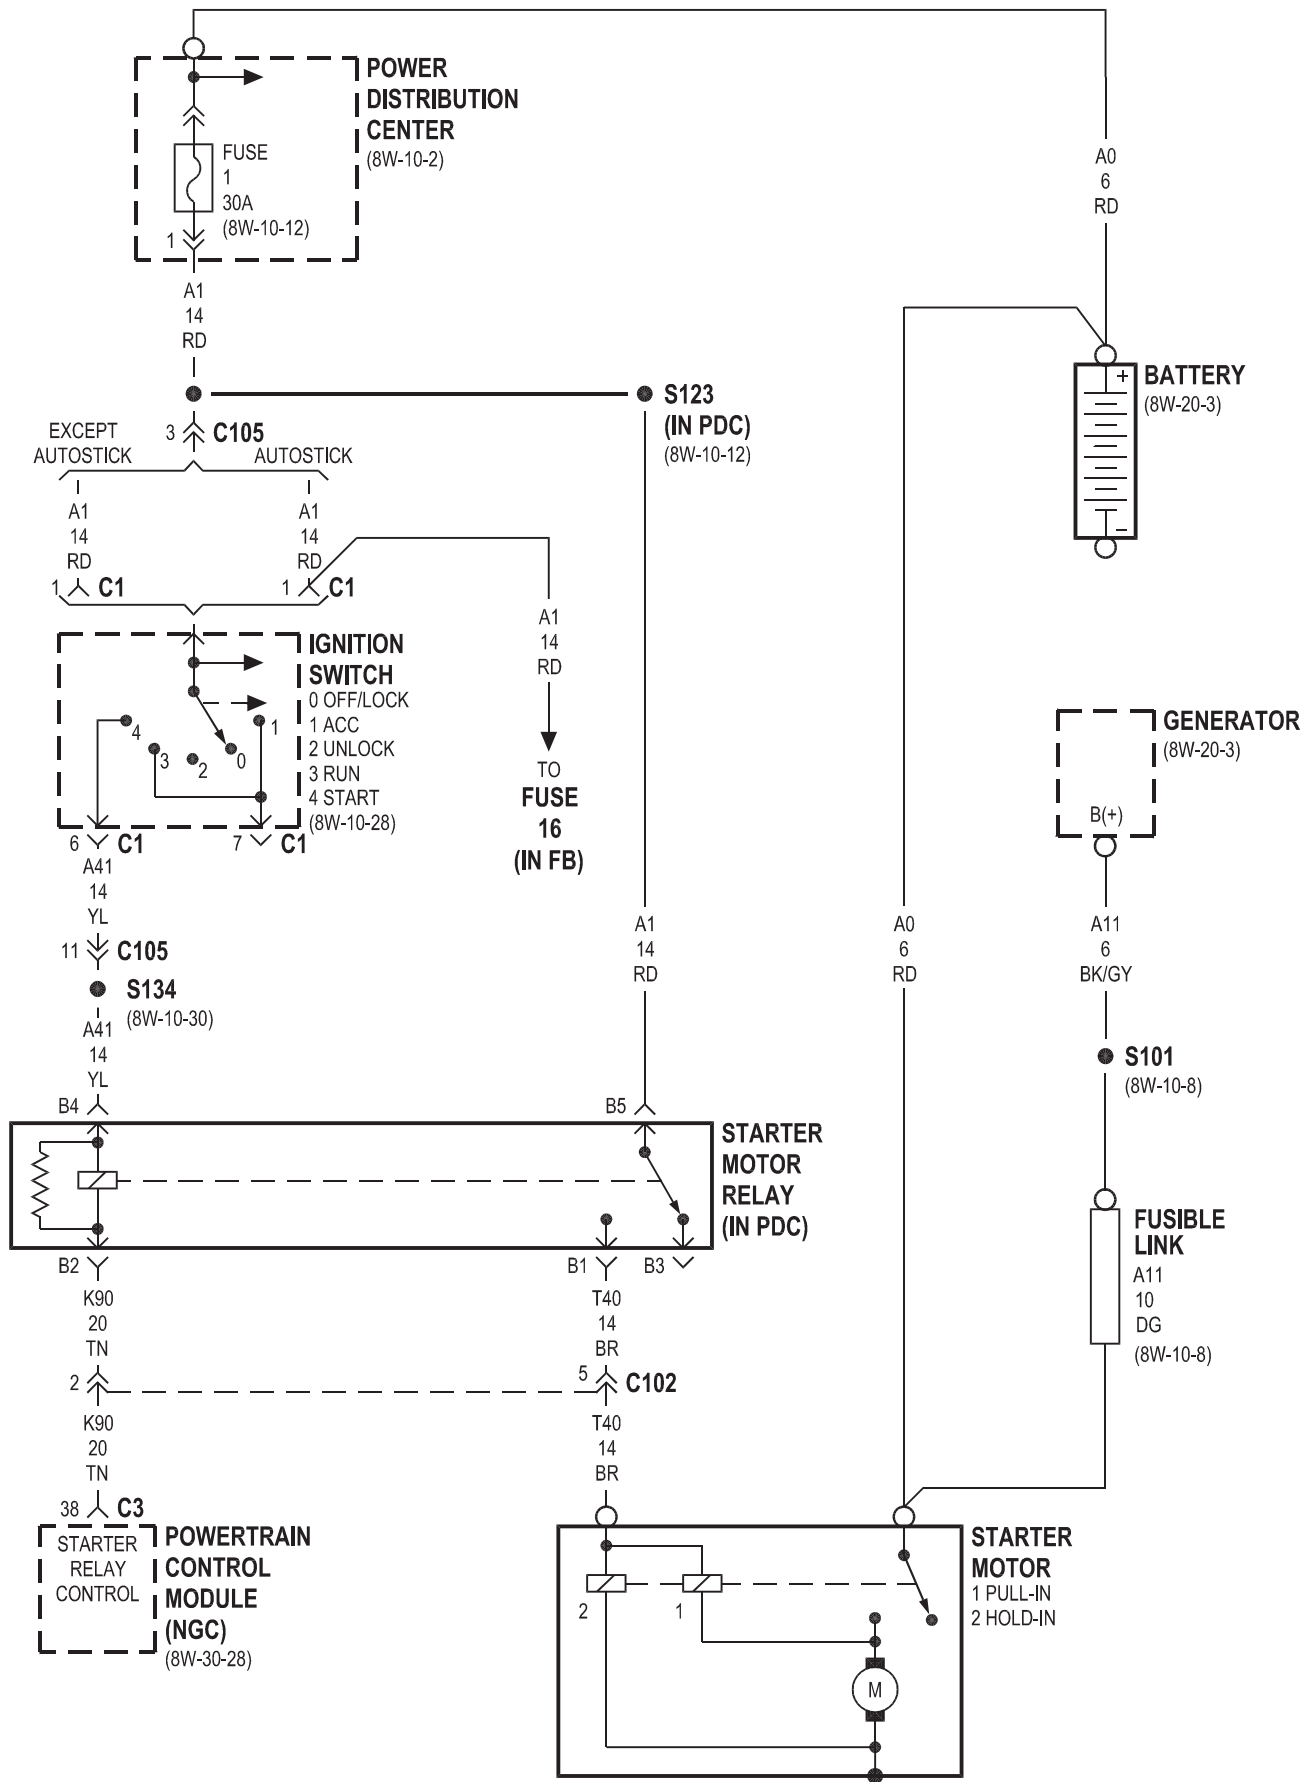 POWER
DISTRIBUTION
CENTER
(8W-10-2)
FUSE
1
30A
(8W-10-12)
1
A1
14
RD
A0
6
RD
BATTERY
(8W-20-3)
+
−
S123
(IN PDC)
(8W-10-12)
3
C105
EXCEPT
AUTOSTICK
AUTOSTICK
A1
14
RD
A1
14
RD
1
C1
1
C1
A1
14
RD
TO
FUSE
16
(IN FB)
IGNITION
SWITCH
0 OFF/LOCK
1 ACC
2 UNLOCK
3 RUN
4 START
(8W-10-28)
4
3
2
0
1
6
C1
7
C1
A41
14
YL
11
C105
S134
(8W-10-30)
A41
14
YL
GENERATOR
(8W-20-3)
B(+)
A1
14
RD
A0
6
RD
A11
6
BK/GY
S101
(8W-10-8)
B4
B5
STARTER
MOTOR
RELAY
(IN PDC)
B2
B1
B3
FUSIBLE
LINK
A11
10
DG
(8W-10-8)
K90
20
TN
T40
14
BR
2
5
C102
K90
20
TN
T40
14
BR
38
C3
STARTER
RELAY
CONTROL
POWERTRAIN
CONTROL
MODULE
(NGC)
(8W-30-28)
STARTER
MOTOR
1 PULL-IN
2 HOLD-IN
2
1
M